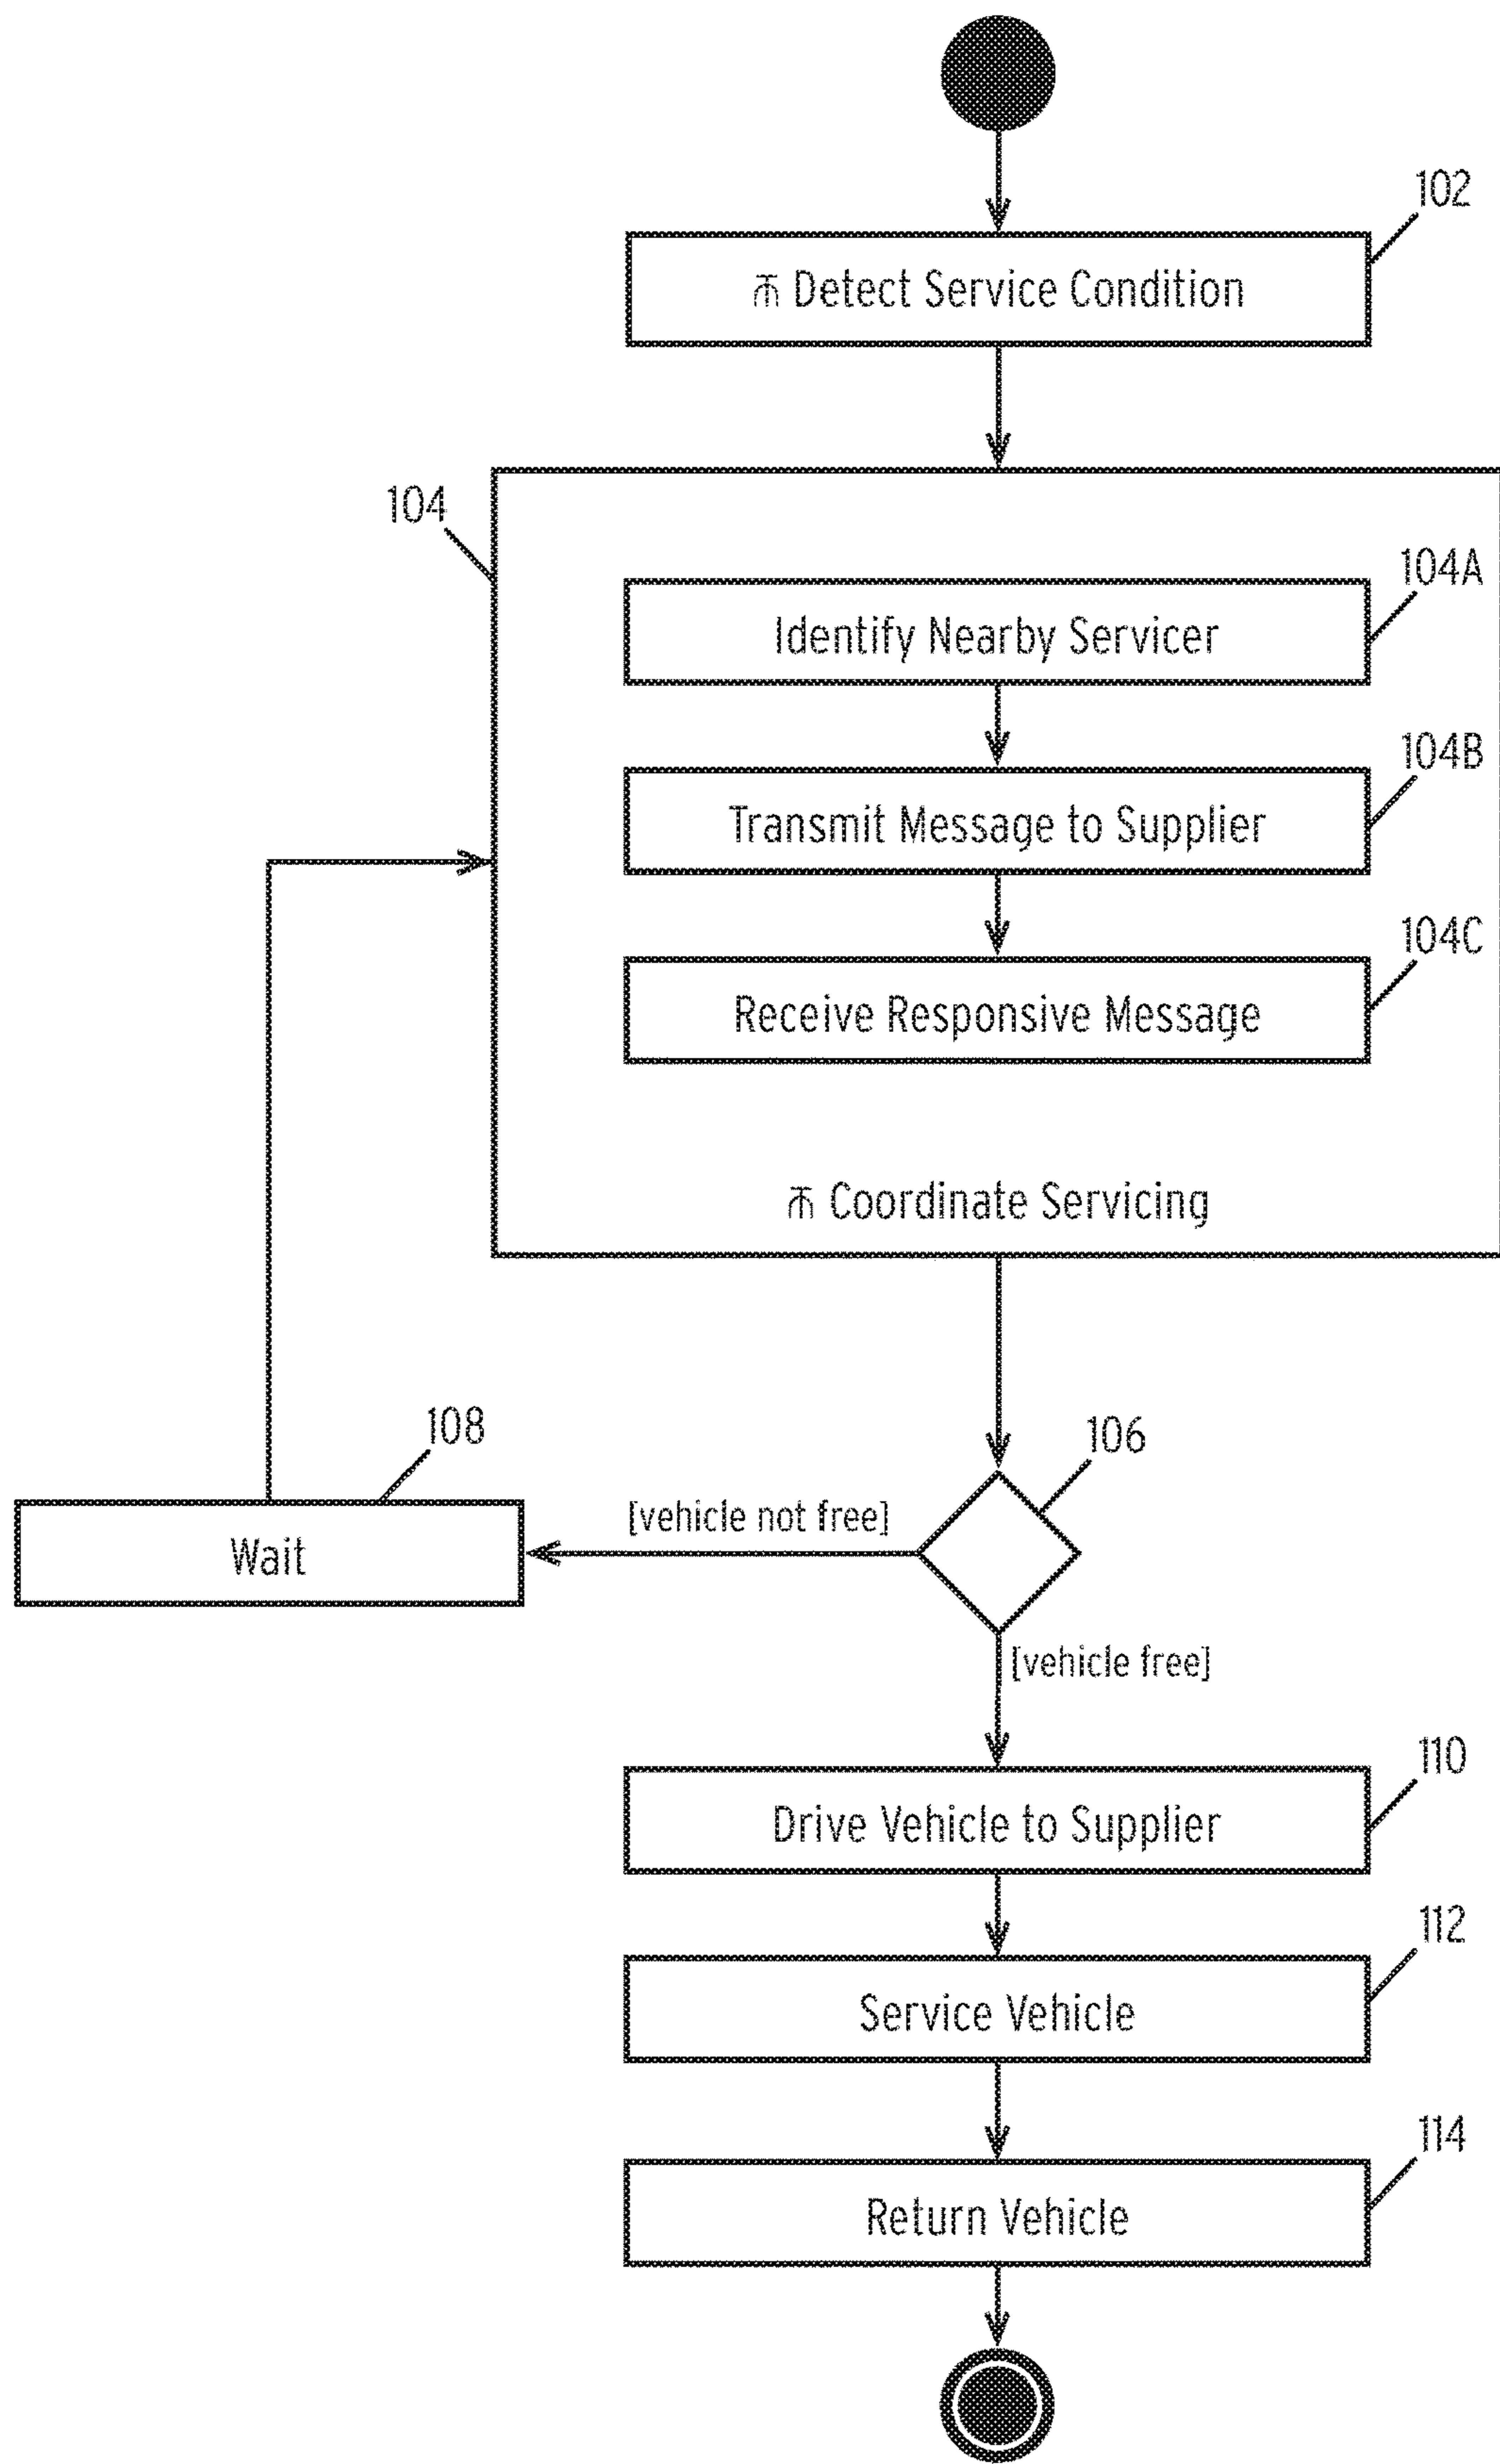 102
Detect Service Condition
104
104A
Identify Nearby Servicer
104B
Transmit Message to Supplier
104C
Receive Responsive Message
Coordinate Servicing
108
106
[vehicle not free]
Wait
[vehicle free]
110
Drive Vehicle to Supplier
112
Service Vehicle
114
Return Vehicle